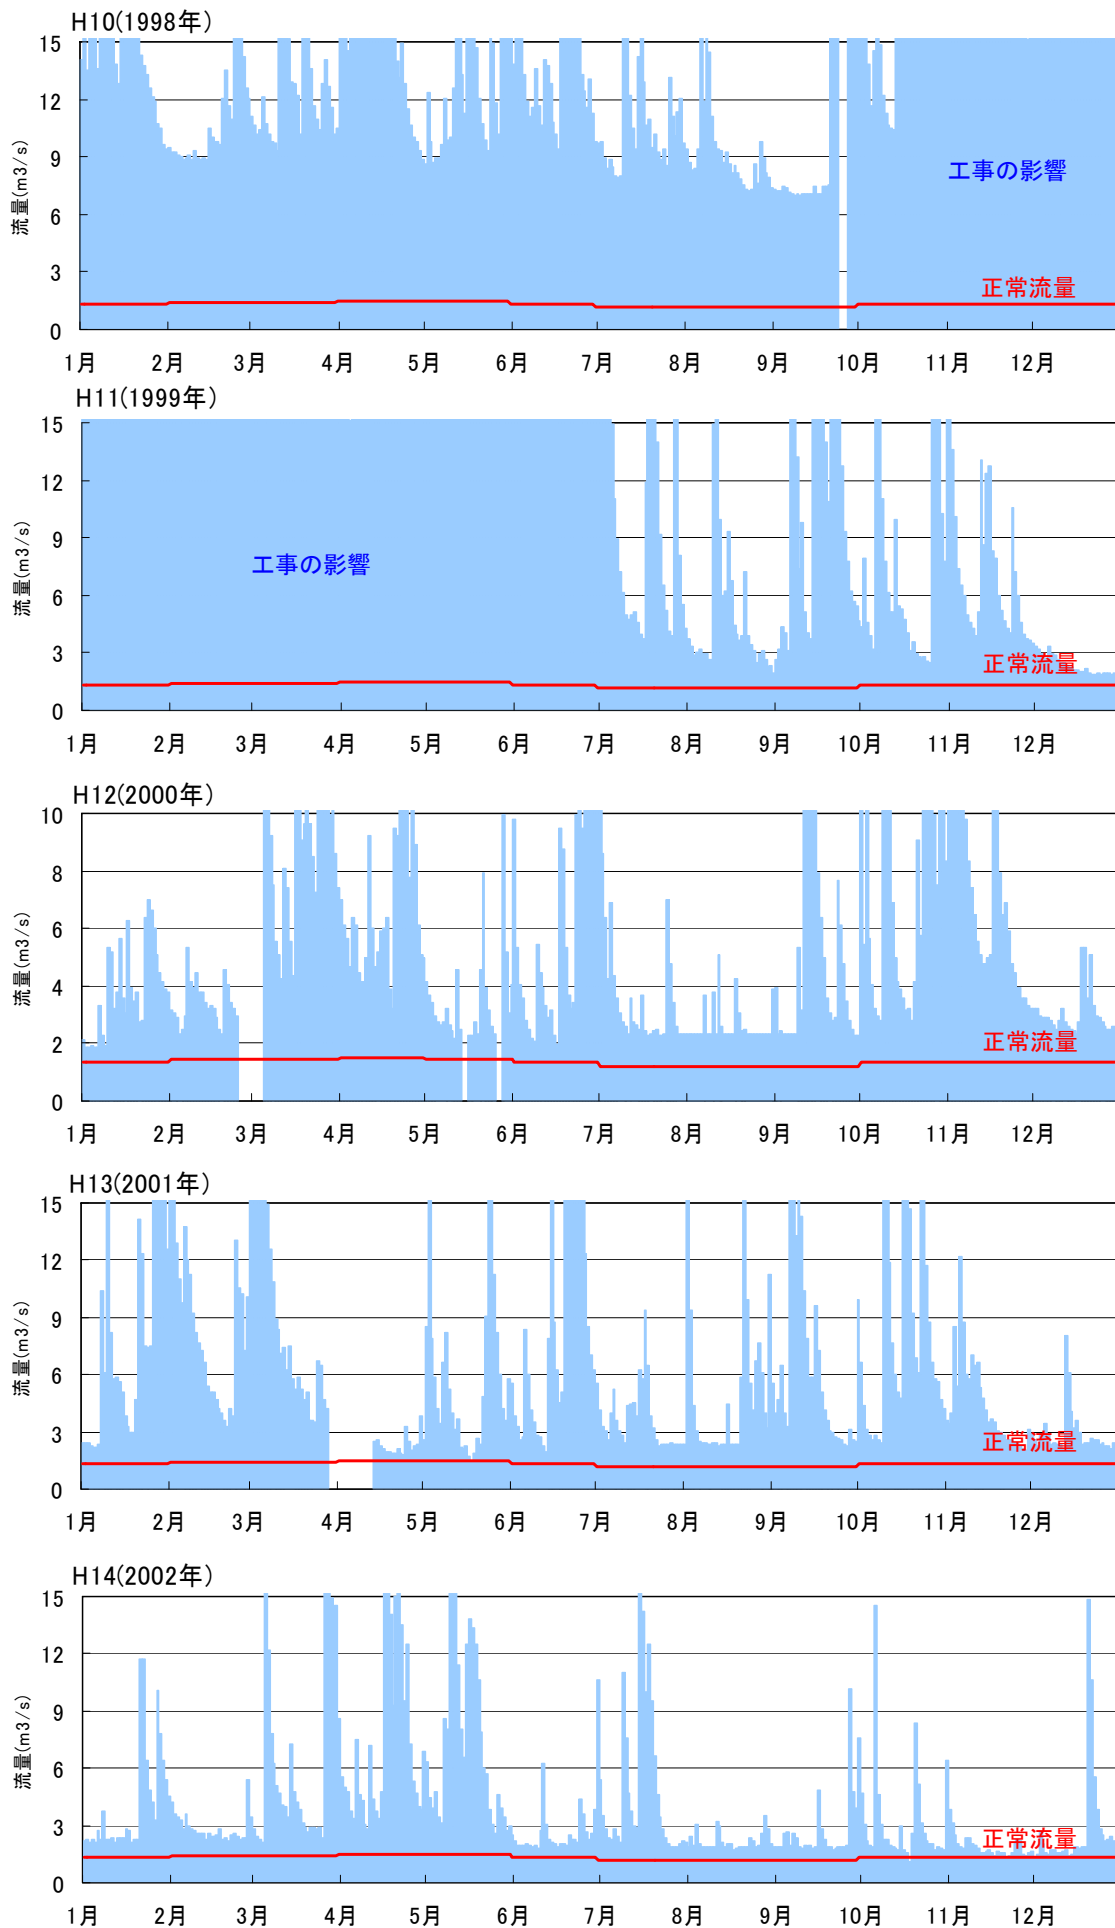 H10(1998年)
流量(m3/s)
15
12
9
6
3
0
工事の影響
正常流量
1月 2月 3月 4月 5月 6月 7月 8月 9月 10月 11月 12月
H11(1999年)
流量(m3/s)
15
12
9
6
3
0
工事の影響
正常流量
1月 2月 3月 4月 5月 6月 7月 8月 9月 10月 11月 12月
H12(2000年)
流量(m3/s)
10
8
6
4
2
0
正常流量
1月 2月 3月 4月 5月 6月 7月 8月 9月 10月 11月 12月
H13(2001年)
流量(m3/s)
15
12
9
6
3
0
正常流量
1月 2月 3月 4月 5月 6月 7月 8月 9月 10月 11月 12月
H14(2002年)
流量(m3/s)
15
12
9
6
3
0
正常流量
1月 2月 3月 4月 5月 6月 7月 8月 9月 10月 11月 12月